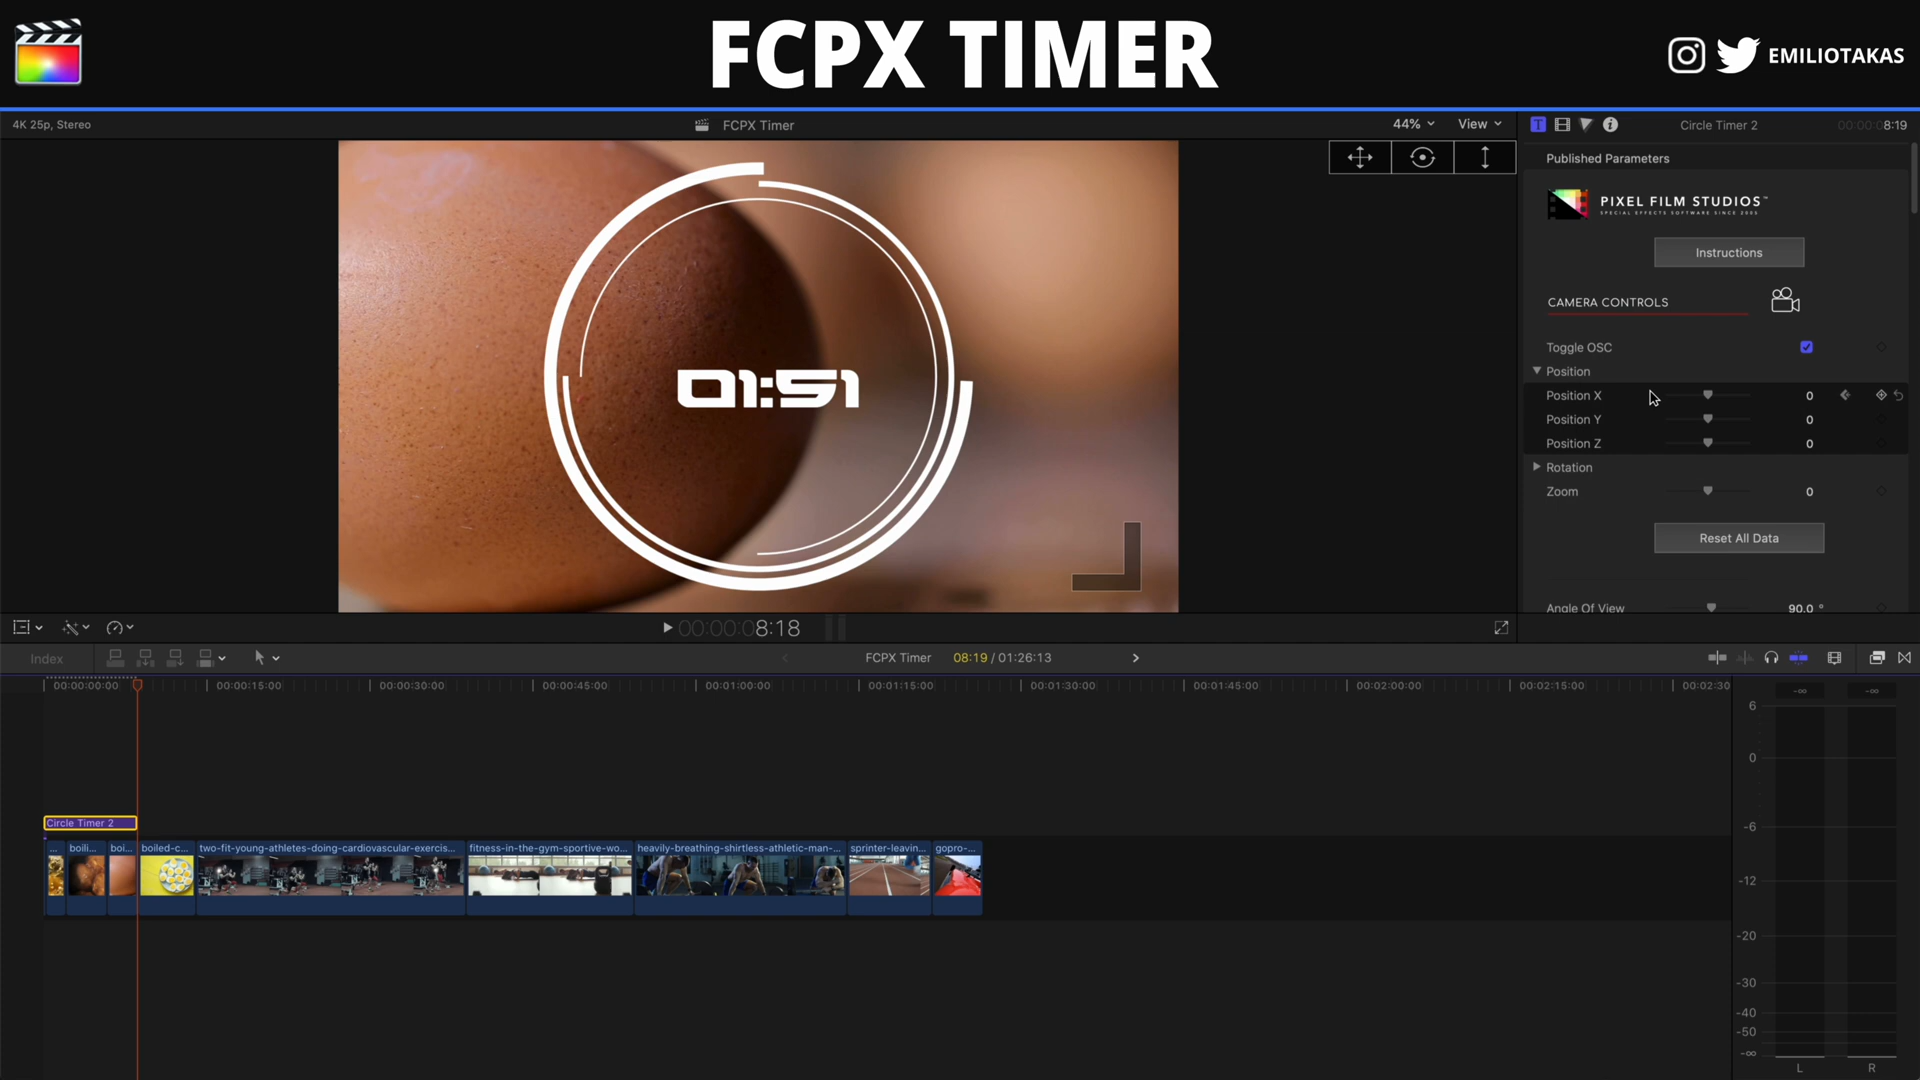 FCPX TIMER
EMILIOTAKAS
4K 25p, Stereo
FCPX Timer
44%
View
Circle Timer 2
00:00:08:19
Published Parameters
PIXEL FILM STUDIOS™
SPECIAL EFFECTS SOFTWARE SINCE 2005
Instructions
CAMERA CONTROLS
Toggle OSC
Position
Position X 0
Position Y 0
Position Z 0
Rotation
Zoom 0
Reset All Data
Angle Of View 90.0 °
01:51
00:00:08:18
Index
FCPX Timer 08:19 / 01:26:13
00:00:00:00 00:00:15:00 00:00:30:00 00:00:45:00 00:01:00:00 00:01:15:00 00:01:30:00 00:01:45:00 00:02:00:00 00:02:15:00 00:02:30
Circle Timer 2
... boili... boi... boiled-c... two-fit-young-athletes-doing-cardiovascular-exercis... fitness-in-the-gym-sportive-wo... heavily-breathing-shirtless-athletic-man-... sprinter-leavin... gopro-...
-∞ -∞
6
0
-6
-12
-20
-30
-40
-50
-∞
L R